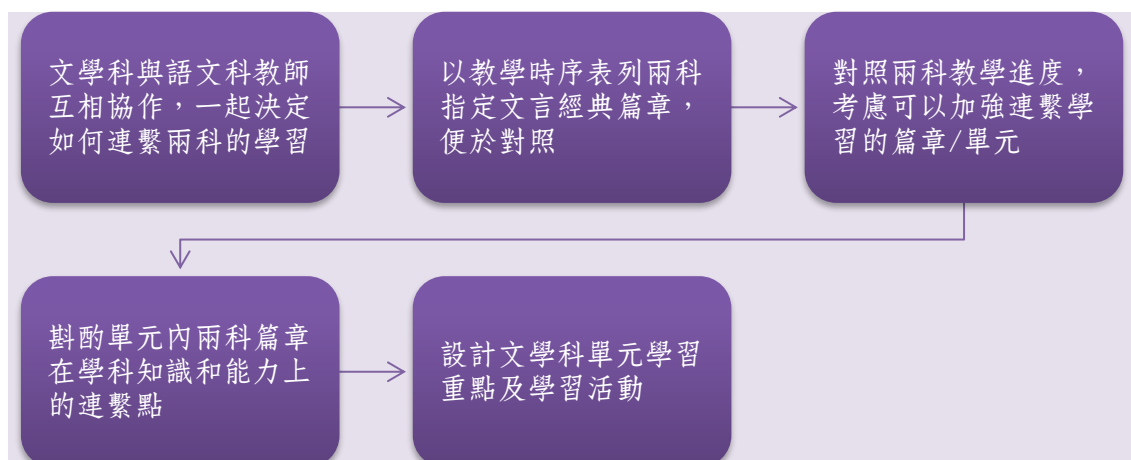 文學科與語文科教師
互相協作，一起決定
如何連繫兩科的學習
以教學時序表列兩科
指定文言經典篇章，
便於對照
對照兩科教學進度，
考慮可以加強連繫學
習的篇章/單元
斟酌單元內兩科篇章
在學科知識和能力上
的連繫點
設計文學科單元學習
重點及學習活動